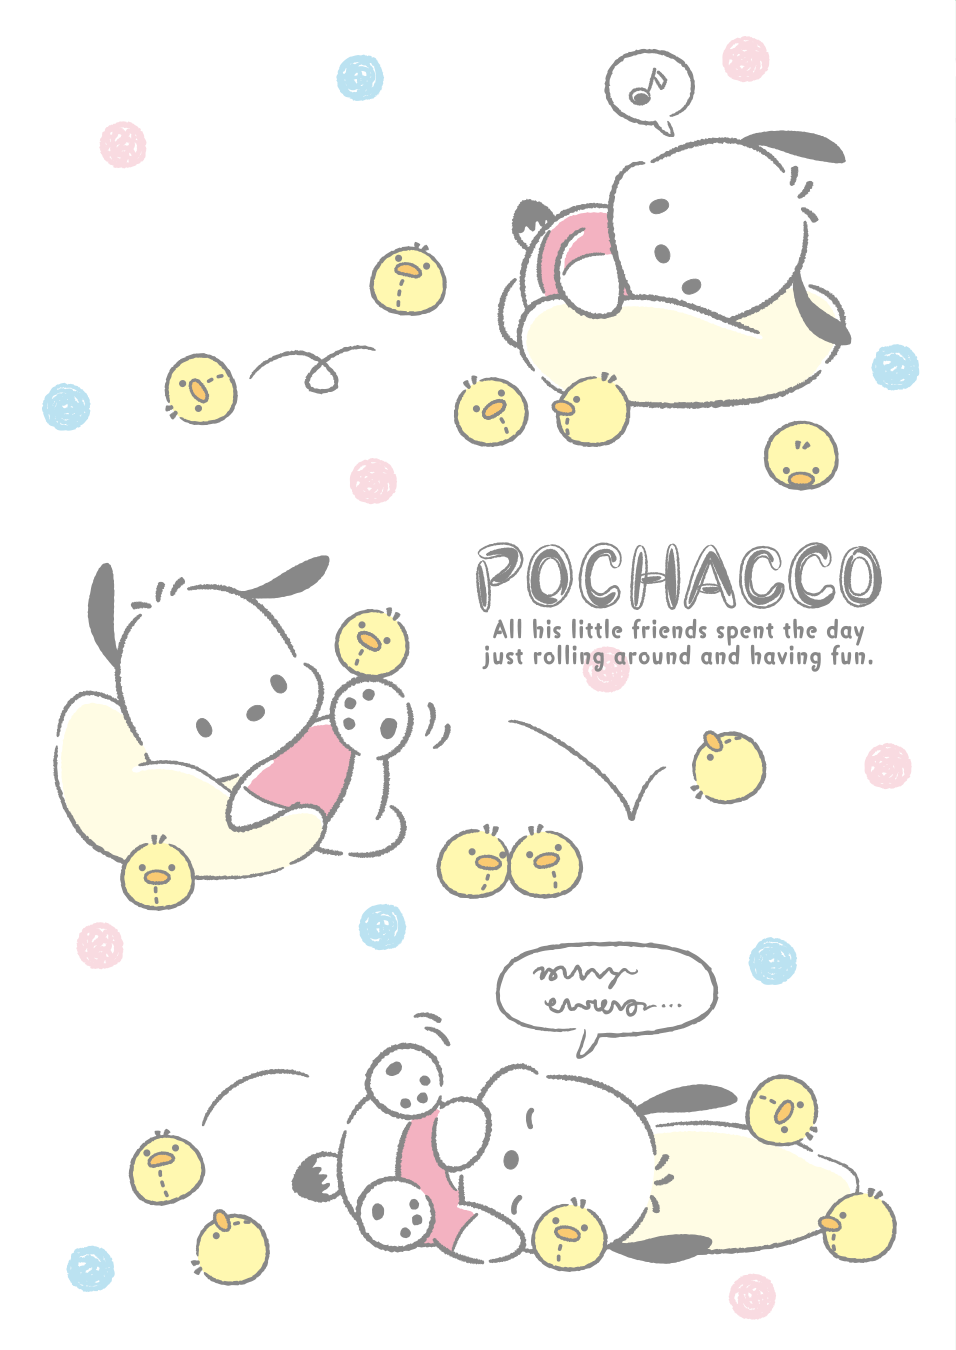 POCHACCO
All his little friends spent the day
just rolling around and having fun.